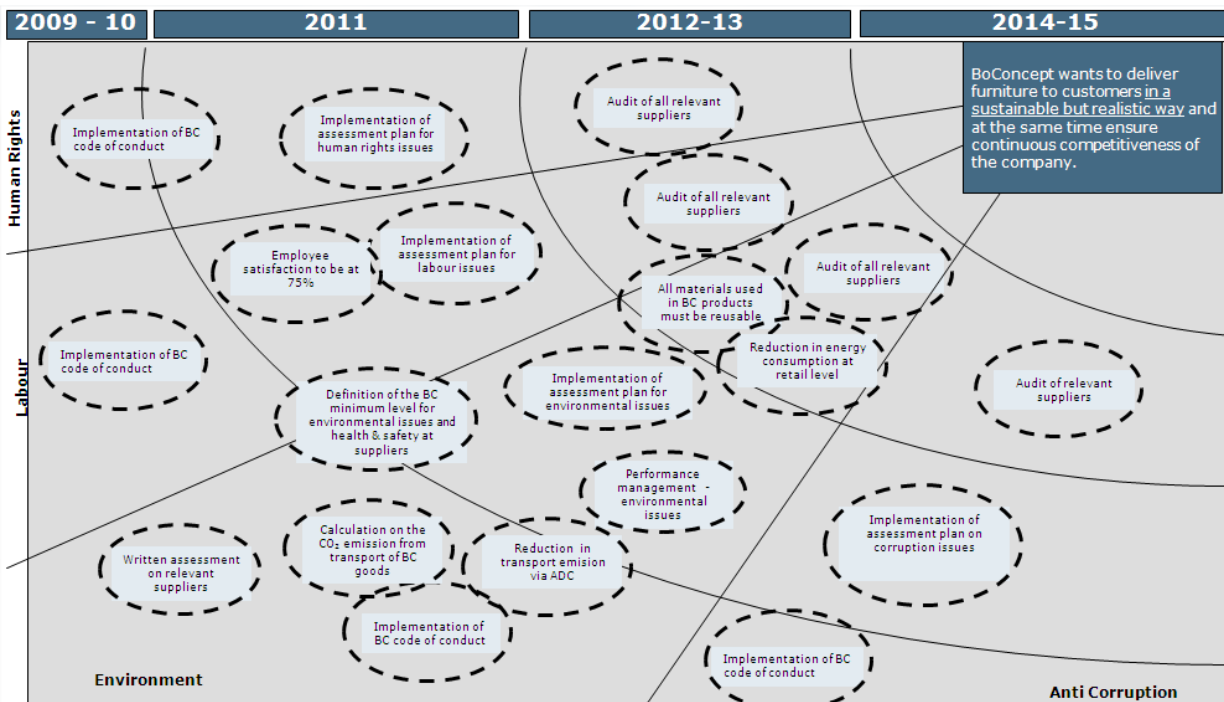 2009 - 10
2011
2012-13
2014-15
BoConcept wants to deliver
furniture to customers in a
sustainable but realistic way and
at the same time ensure
continuous competitiveness of
the company.
Human Rights
Implementation of BC
code of conduct
Implementation of
assessment plan for
human rights issues
Audit of all relevant
suppliers
Audit of all relevant
suppliers
Employee
satisfaction to be at
75%
Implementation of
assessment plan for
labour issues
Audit of all relevant
suppliers
All materials used
in BC products
must be reusable
Labour
Implementation of BC
code of conduct
Reduction in energy
consumption at
retail level
Definition of the BC
minimum level for
environmental issues and
health & safety at
suppliers
Implementation of
assessment plan for
environmental issues
Audit of relevant
suppliers
Performance
management -
environmental
issues
Written assessment
on relevant
suppliers
Calculation on the
CO₂ emission from
transport of BC
goods
Reduction in
transport emision
via ADC
Implementation of
assessment plan on
corruption issues
Implementation of
BC code of conduct
Implementation of BC
code of conduct
Environment
Anti Corruption